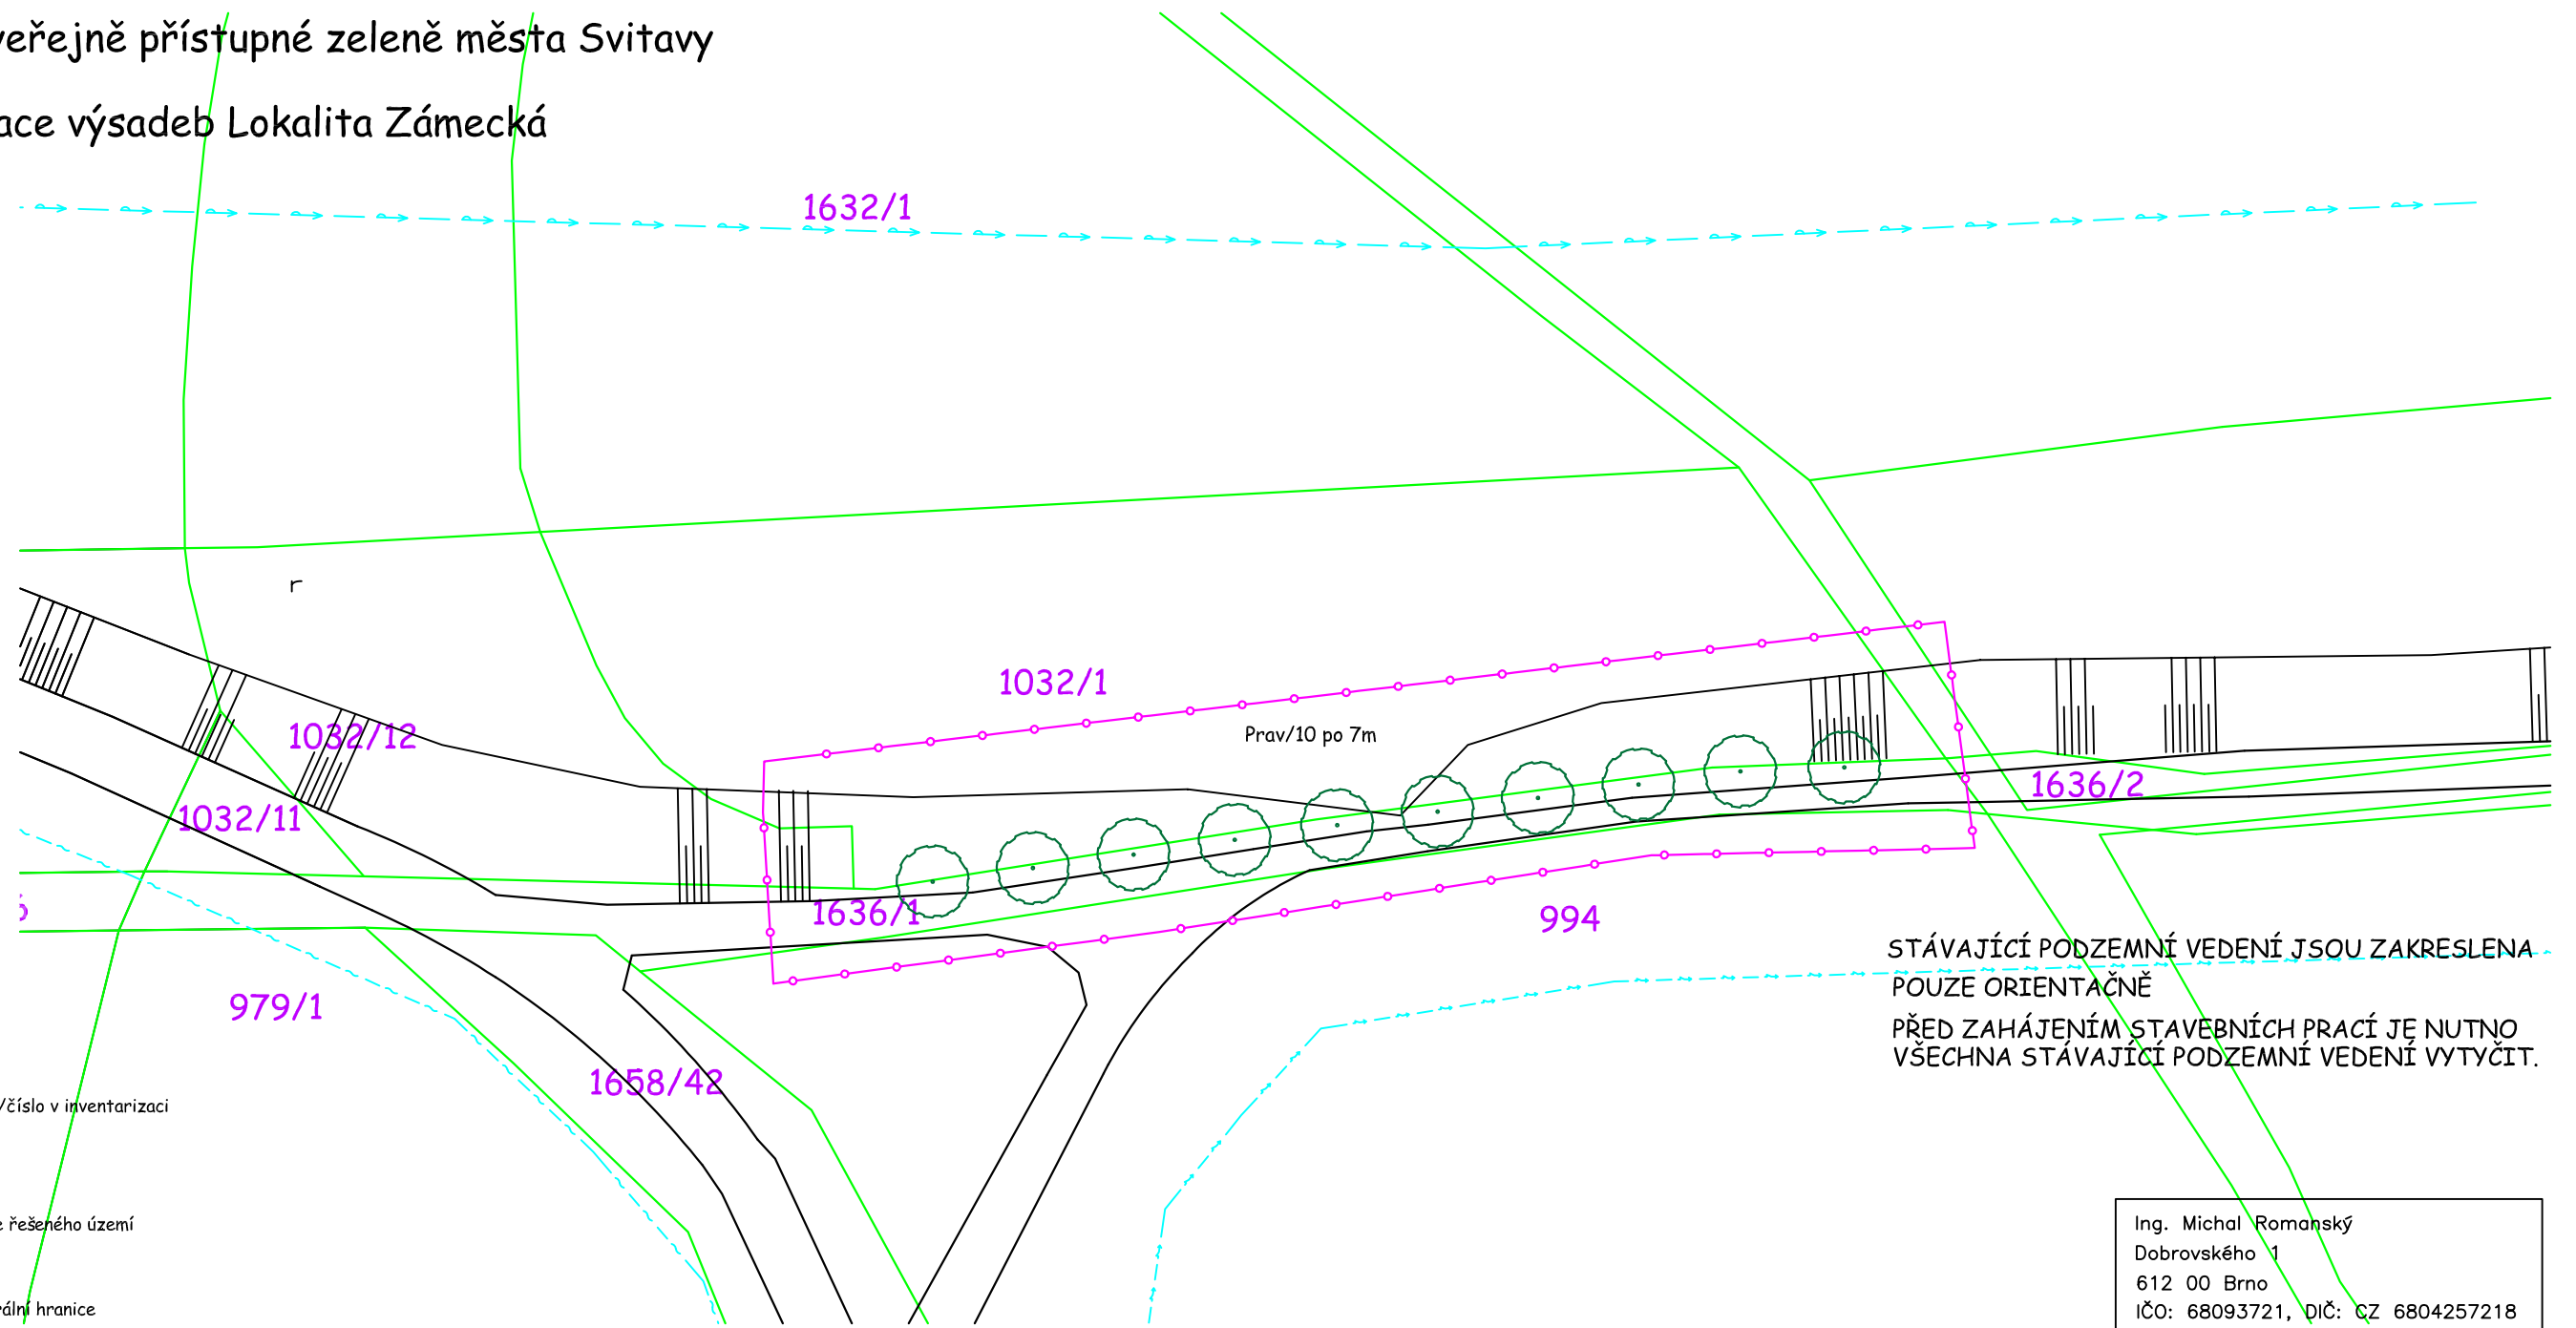 veřejně přístupné zeleně města Svitavy
ace výsadeb Lokalita Zámecká
1632/1
r
1032/1
1032/12
Prav/10 po 7m
1636/2
1032/11
1636/1
994
STÁVAJÍCÍ PODZEMNÍ VEDENÍ JSOU ZAKRESLENA
POUZE ORIENTAČNĚ
979/1
PŘED ZAHÁJENÍM STAVEBNÍCH PRACÍ JE NUTNO
VŠECHNA STÁVAJÍCÍ PODZEMNÍ VEDENÍ VYTYČIT.
1658/42
/číslo v inventarizaci
e řešeného území
rální hranice
Ing. Michal Romanský
Dobrovského 1
612 00 Brno
IČO: 68093721, DIČ: CZ 6804257218